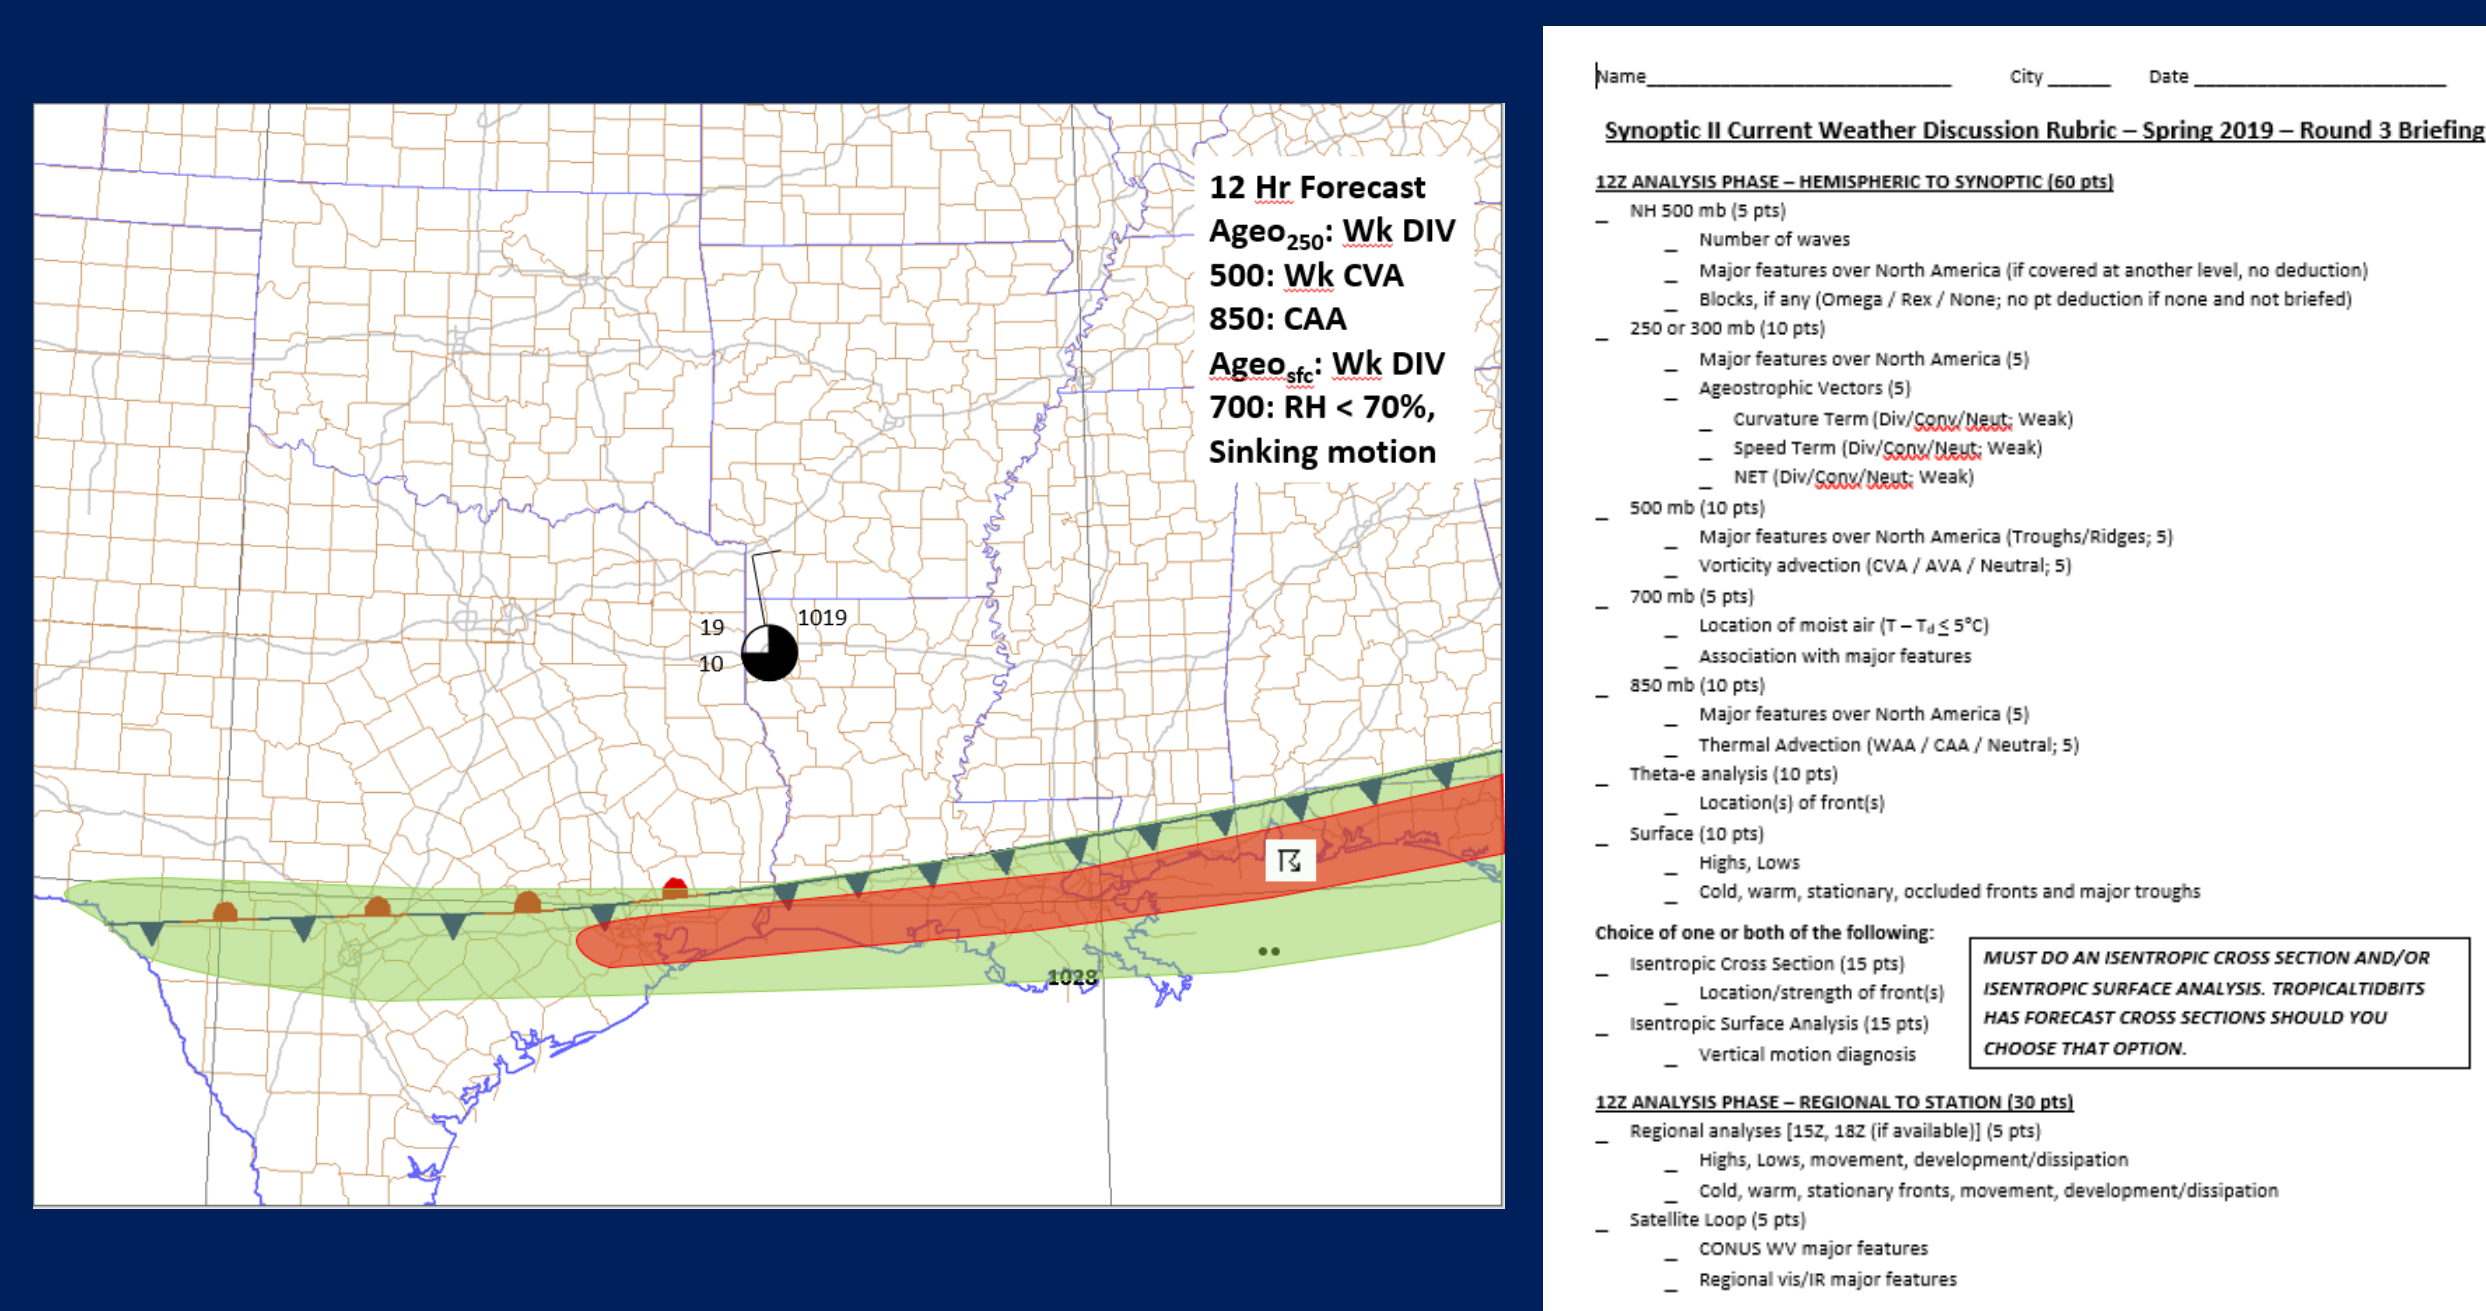 12 Hr Forecast
Ageo250: Wk DIV
500: Wk CVA
850: CAA
Ageosfc: Wk DIV
700: RH < 70%,
Sinking motion
19
1019
10
1028
Name____________________________ City ______ Date _______________________
Synoptic II Current Weather Discussion Rubric – Spring 2019 – Round 3 Briefing
12Z ANALYSIS PHASE – HEMISPHERIC TO SYNOPTIC (60 pts)
_ NH 500 mb (5 pts)
_ Number of waves
_ Major features over North America (if covered at another level, no deduction)
_ Blocks, if any (Omega / Rex / None; no pt deduction if none and not briefed)
_ 250 or 300 mb (10 pts)
_ Major features over North America (5)
_ Ageostrophic Vectors (5)
_ Curvature Term (Div/Conv/Neut; Weak)
_ Speed Term (Div/Conv/Neut; Weak)
_ NET (Div/Conv/Neut; Weak)
_ 500 mb (10 pts)
_ Major features over North America (Troughs/Ridges; 5)
_ Vorticity advection (CVA / AVA / Neutral; 5)
_ 700 mb (5 pts)
_ Location of moist air (T – Td ≤ 5°C)
_ Association with major features
_ 850 mb (10 pts)
_ Major features over North America (5)
_ Thermal Advection (WAA / CAA / Neutral; 5)
_ Theta-e analysis (10 pts)
_ Location(s) of front(s)
_ Surface (10 pts)
_ Highs, Lows
_ Cold, warm, stationary, occluded fronts and major troughs
Choice of one or both of the following:
_ Isentropic Cross Section (15 pts)
_ Location/strength of front(s)
_ Isentropic Surface Analysis (15 pts)
_ Vertical motion diagnosis
MUST DO AN ISENTROPIC CROSS SECTION AND/OR
ISENTROPIC SURFACE ANALYSIS. TROPICALTIDBITS
HAS FORECAST CROSS SECTIONS SHOULD YOU
CHOOSE THAT OPTION.
12Z ANALYSIS PHASE – REGIONAL TO STATION (30 pts)
_ Regional analyses [15Z, 18Z (if available)] (5 pts)
_ Highs, Lows, movement, development/dissipation
_ Cold, warm, stationary fronts, movement, development/dissipation
_ Satellite Loop (5 pts)
_ CONUS WV major features
_ Regional vis/IR major features